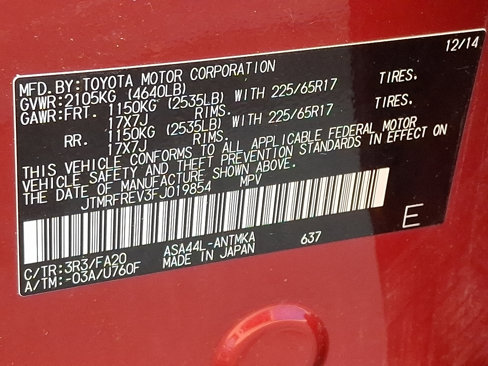 12/14
MFD.BY:TOYOTA MOTOR CORPORATION
GVWR:2105KG (4640LB)
GAWR:FRT. 1150KG (2535LB) WITH 225/65R17 TIRES.
17X7J RIMS.
RR. 1150KG (2535LB) WITH 225/65R17 TIRES.
17X7J RIMS.
THIS VEHICLE CONFORMS TO ALL APPLICABLE FEDERAL MOTOR
VEHICLE SAFETY AND THEFT PREVENTION STANDARDS IN EFFECT ON
THE DATE OF MANUFACTURE SHOWN ABOVE.
JTMRFREV3FJ019854 MPV
E
C/TR:3R3/FA20 ASA44L-ANTMKA 637
A/TM:-03A/U760F MADE IN JAPAN